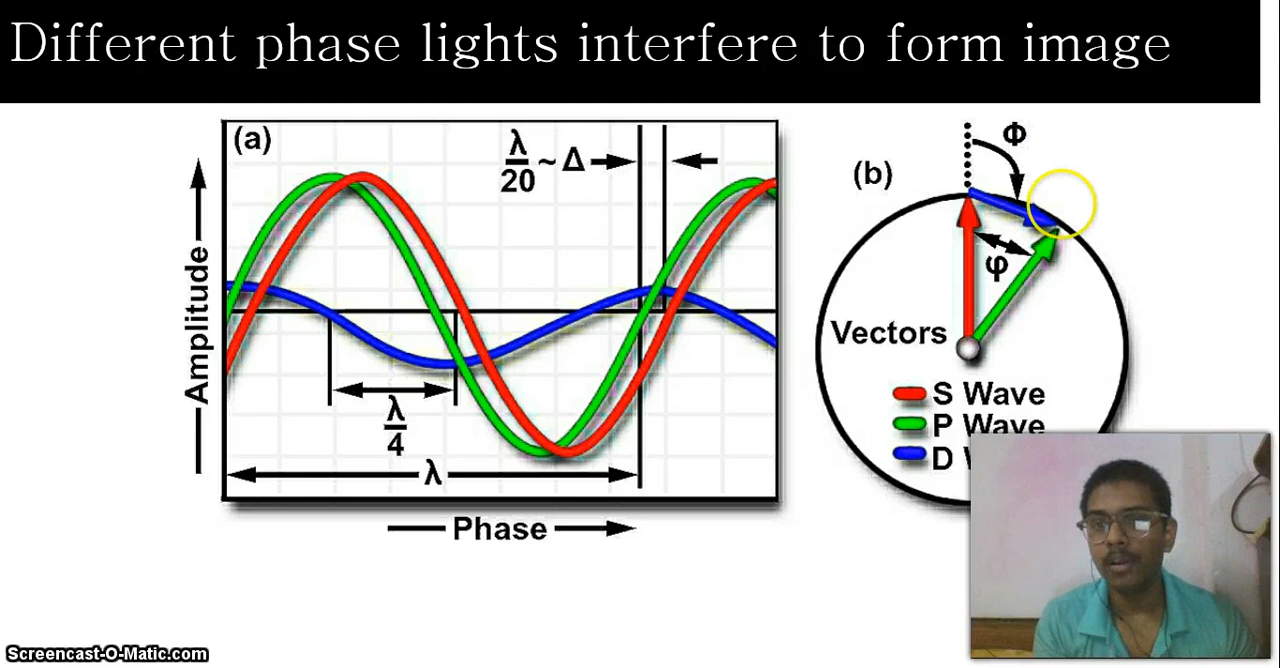 Different phase lights interfere to form image
(a)
λ
20
~ Δ
Φ
(b)
φ
Amplitude
Vectors
λ
4
S Wave
P Wave
D
λ
Phase
Screencast-O-Matic.com